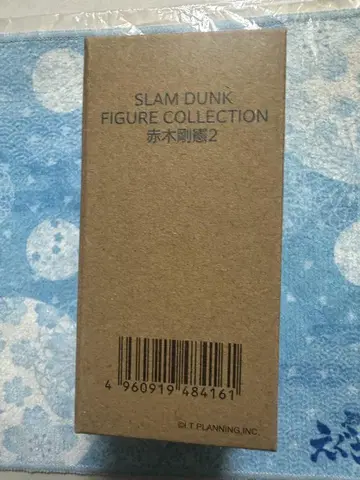 SLAM DUNK
FIGURE COLLECTION
赤木剛憲2
4 960919 484161
©I.T.PLANNING,INC.